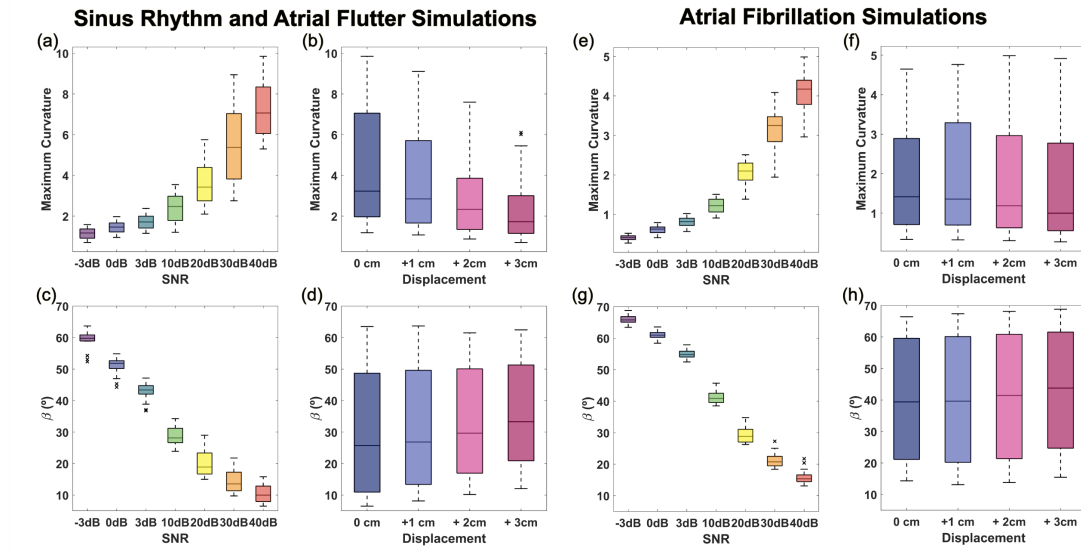 Sinus Rhythm and Atrial Flutter Simulations
Atrial Fibrillation Simulations
(a)
10
8
6
4
2
Maximum Curvature
-3dB 0dB 3dB 10dB 20dB 30dB 40dB
SNR
(b)
10
8
6
4
2
Maximum Curvature
0 cm +1 cm + 2cm + 3cm
Displacement
(e)
5
4
3
2
1
Maximum Curvature
-3dB 0dB 3dB 10dB 20dB 30dB 40dB
SNR
(f)
5
4
3
2
1
Maximum Curvature
0 cm +1 cm + 2cm + 3cm
Displacement
(c)
70
60
50
40
30
20
10
β (º)
-3dB 0dB 3dB 10dB 20dB 30dB 40dB
SNR
(d)
70
60
50
40
30
20
10
β (º)
0 cm +1 cm + 2cm + 3cm
Displacement
(g)
70
60
50
40
30
20
10
β (º)
-3dB 0dB 3dB 10dB 20dB 30dB 40dB
SNR
(h)
70
60
50
40
30
20
10
β (º)
0 cm +1 cm + 2cm + 3cm
Displacement